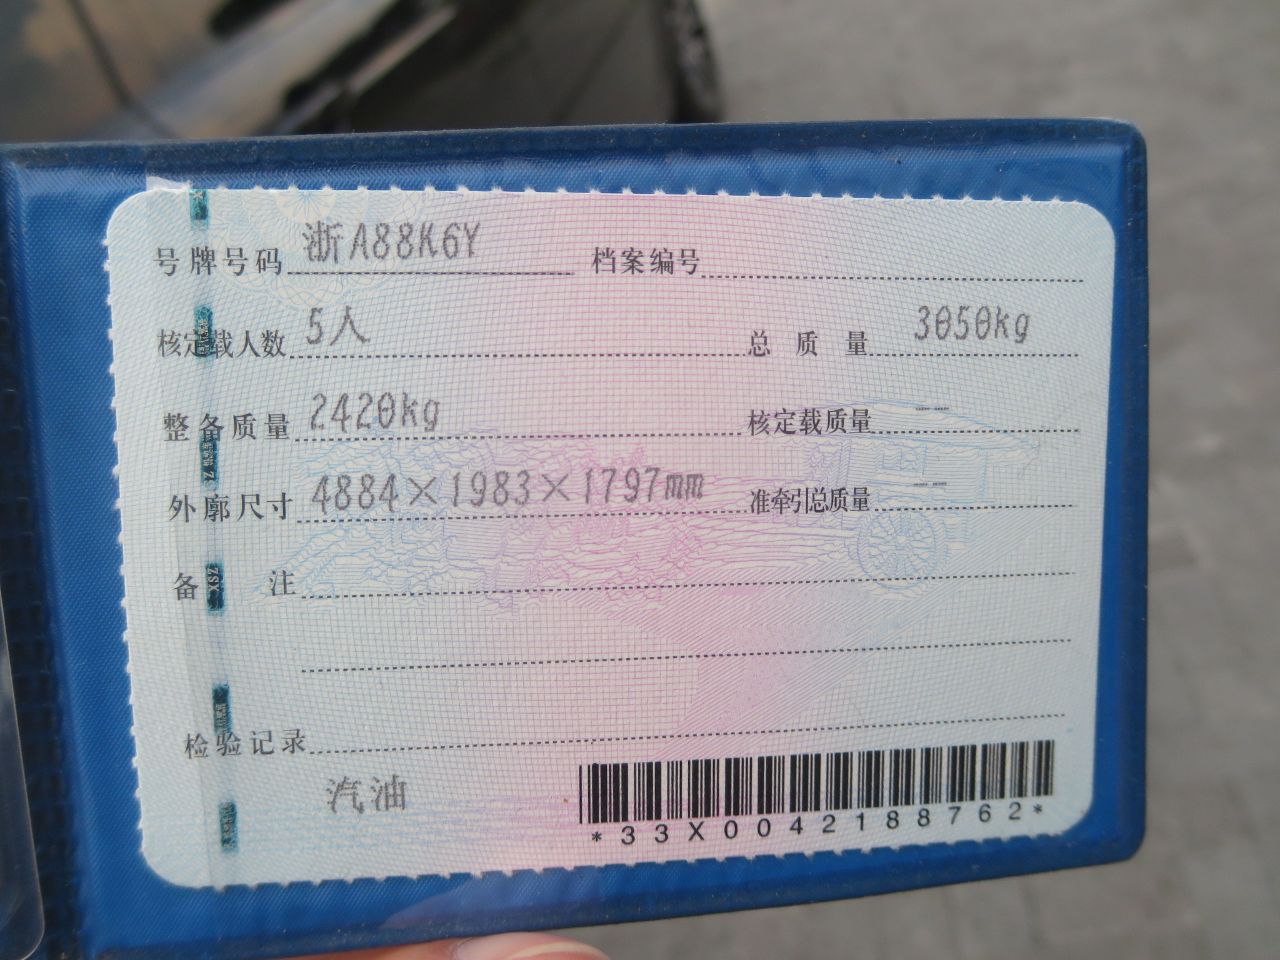 号牌号码 浙A88K6Y 档案编号
核定载人数 5人 总质量 3050kg
整备质量 2420kg 核定载质量 -- --
外廓尺寸 4884×1983×1797mm 准牵引总质量 -- --
备注
检验记录
汽油
*33X0042188762*